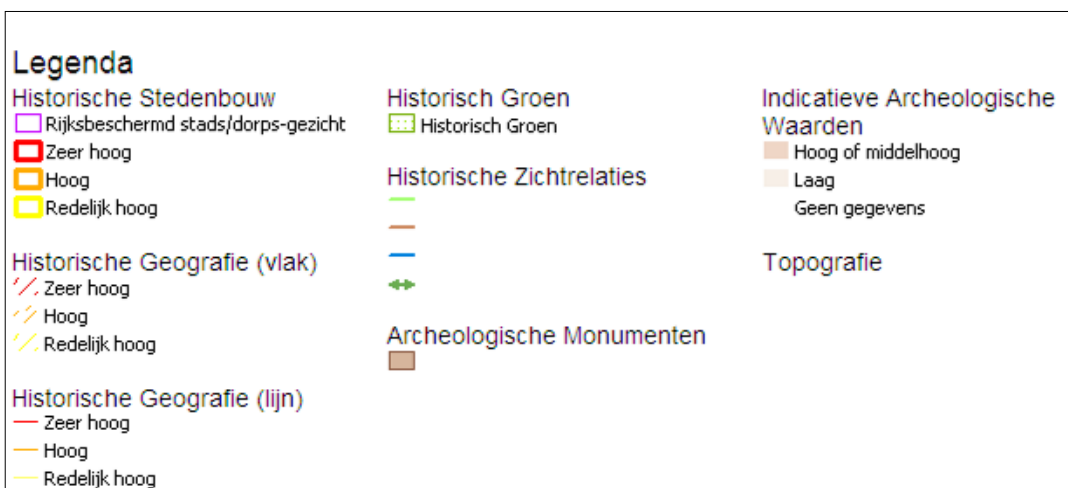 Legenda
Historische Stedenbouw
Rijksbeschermd stads/dorps-gezicht
Zeer hoog
Hoog
Redelijk hoog
Historische Geografie (vlak)
Zeer hoog
Hoog
Redelijk hoog
Historische Geografie (lijn)
Zeer hoog
Hoog
Redelijk hoog
Historisch Groen
Historisch Groen
Historische Zichtrelaties
Archeologische Monumenten
Indicatieve Archeologische
Waarden
Hoog of middelhoog
Laag
Geen gegevens
Topografie